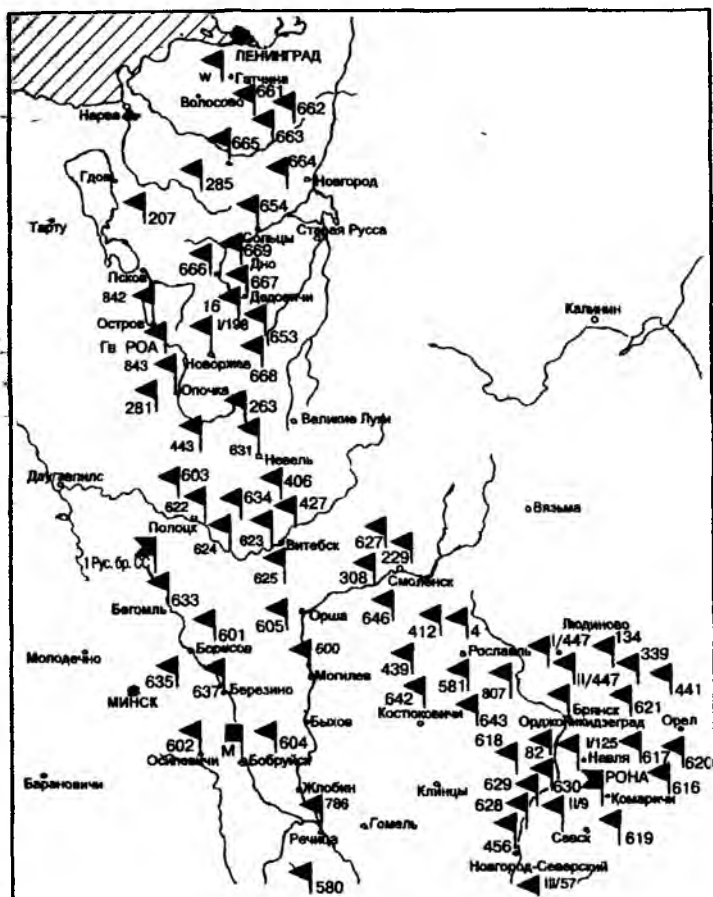 ЛЕНИНГРАД
W
Гатчина
661
Волосово
662
Нарва
663
665
664
Гдов
285
Новгород
207
654
Тарту
Сольцы
Старая Русса
669
666
Дно
Псков
667
842
16
Дедовичи
Калинин
Остров
I/198
653
Гв РОА
843
Новоржев
668
Опочка
281
263
443
Великие Луки
631
Невель
Даугавпилс
603
406
622
634
427
Вязьма
Полоцк
624
623
Витебск
627
229
1 Рус. бр. СС
625
308
Смоленск
633
646
Бегомль
605
Орша
601
412
4
Людиново
I/447
134
Борисов
600
Рославль
339
Молодечно
439
II/447
635
637
Могилев
581
807
441
МИНСК
Березино
642
Брянск
621
643
Быхов
Костюковичи
Орджоникидзеград
Орел
602
М
604
618
82
I/125
617
620
Осиповичи
Бобруйск
Навля
Барановичи
629
630
РОНА
616
Жлобин
Клинцы
628
II/9
Комаричи
786
Гомель
456
Севск
619
Речица
Новгород-Северский
580
III/57